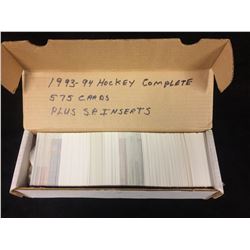 1993-94 Hockey Complete
575 CARDS
PLUS SP INSERTS